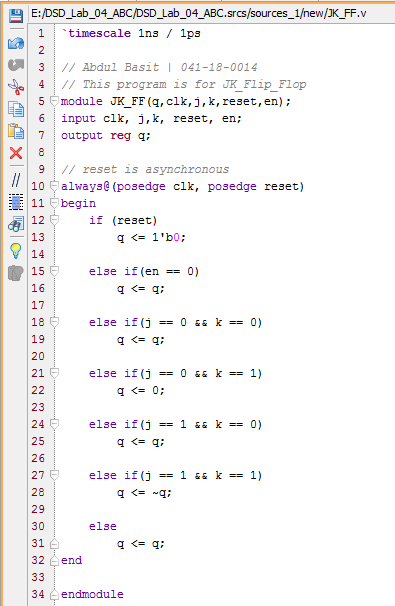 E:/DSD_Lab_04_ABC/DSD_Lab_04_ABC.srcs/sources_1/new/JK_FF.v
1 `timescale 1ns / 1ps
2
3 // Abdul Basit | 041-18-0014
4 // This program is for JK_Flip_Flop
5 module JK_FF(q,clk,j,k,reset,en);
6 input clk, j,k, reset, en;
7 output reg q;
8
9 // reset is asynchronous
10 always@(posedge clk, posedge reset)
11 begin
12 if (reset)
13 q <= 1'b0;
14
15 else if(en == 0)
16 q <= q;
17
18 else if(j == 0 && k == 0)
19 q <= q;
20
21 else if(j == 0 && k == 1)
22 q <= 0;
23
24 else if(j == 1 && k == 0)
25 q <= q;
26
27 else if(j == 1 && k == 1)
28 q <= ~q;
29
30 else
31 q <= q;
32 end
33
34 endmodule